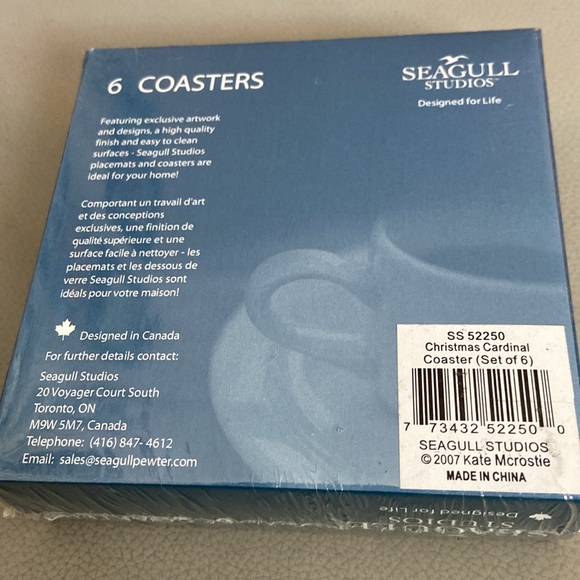 6 COASTERS
SEAGULL
STUDIOS™
Designed for Life
Featuring exclusive artwork
and designs, a high quality
finish and easy to clean
surfaces - Seagull Studios
placemats and coasters are
ideal for your home!
Comportant un travail d'art
et des conceptions
exclusives, une finition de
qualité supérieure et une
surface facile à nettoyer - les
placemats et les dessous de
verre Seagull Studios sont
idéals pour votre maison!
Designed in Canada
For further details contact:
Seagull Studios
20 Voyager Court South
Toronto, ON
M9W 5M7, Canada
Telephone: (416) 847- 4612
Email: sales@seagullpewter.com
SS 52250
Christmas Cardinal
Coaster (Set of 6)
7 73432 52250 0
SEAGULL STUDIOS
© 2007 Kate Mcrostie
MADE IN CHINA
Designed for Life
STUDIOS
SEAGULL